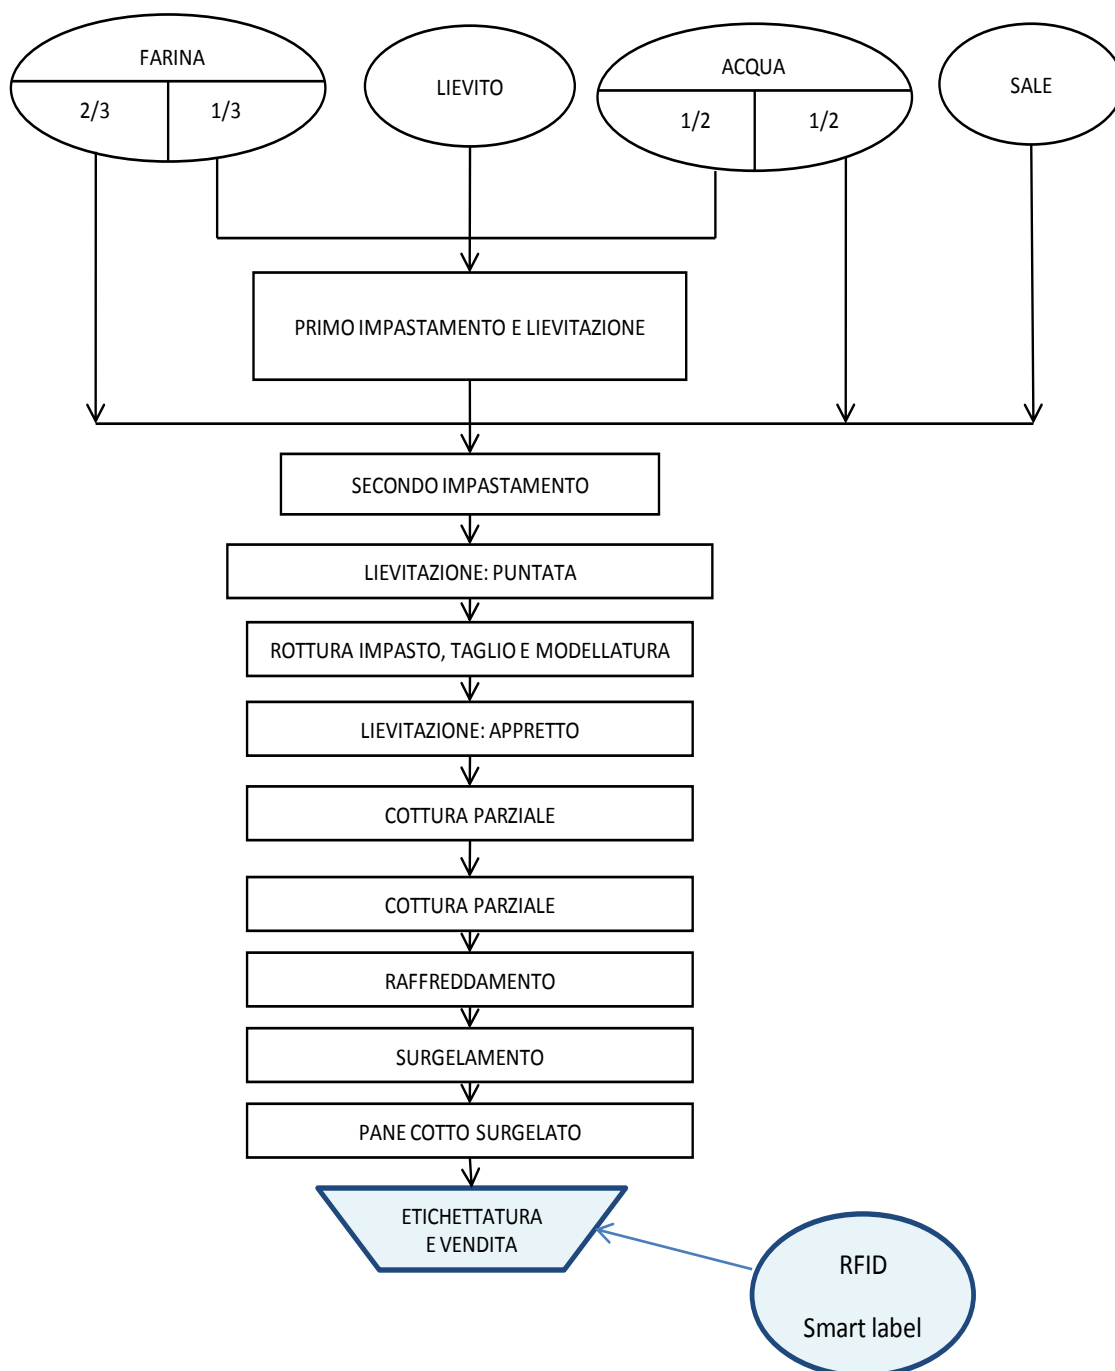 FARINA
2/3
1/3
LIEVITO
ACQUA
1/2
1/2
SALE
PRIMO IMPASTAMENTO E LIEVITAZIONE
SECONDO IMPASTAMENTO
LIEVITAZIONE: PUNTATA
ROTTURA IMPASTO, TAGLIO E MODELLATURA
LIEVITAZIONE: APPRETTO
COTTURA PARZIALE
COTTURA PARZIALE
RAFFREDDAMENTO
SURGELAMENTO
PANE COTTO SURGELATO
ETICHETTATURA
E VENDITA
RFID
Smart label